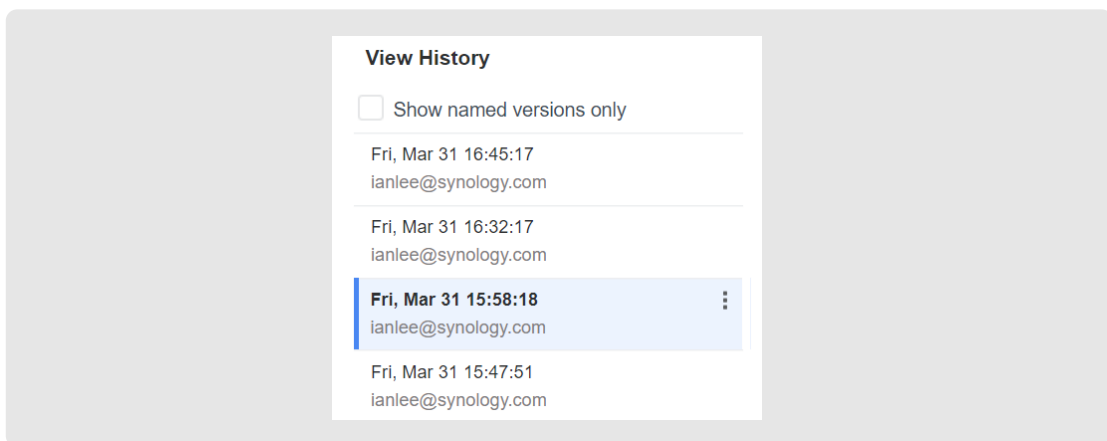 View History
Show named versions only
Fri, Mar 31 16:45:17
ianlee@synology.com
Fri, Mar 31 16:32:17
ianlee@synology.com
Fri, Mar 31 15:58:18
ianlee@synology.com
Fri, Mar 31 15:47:51
ianlee@synology.com